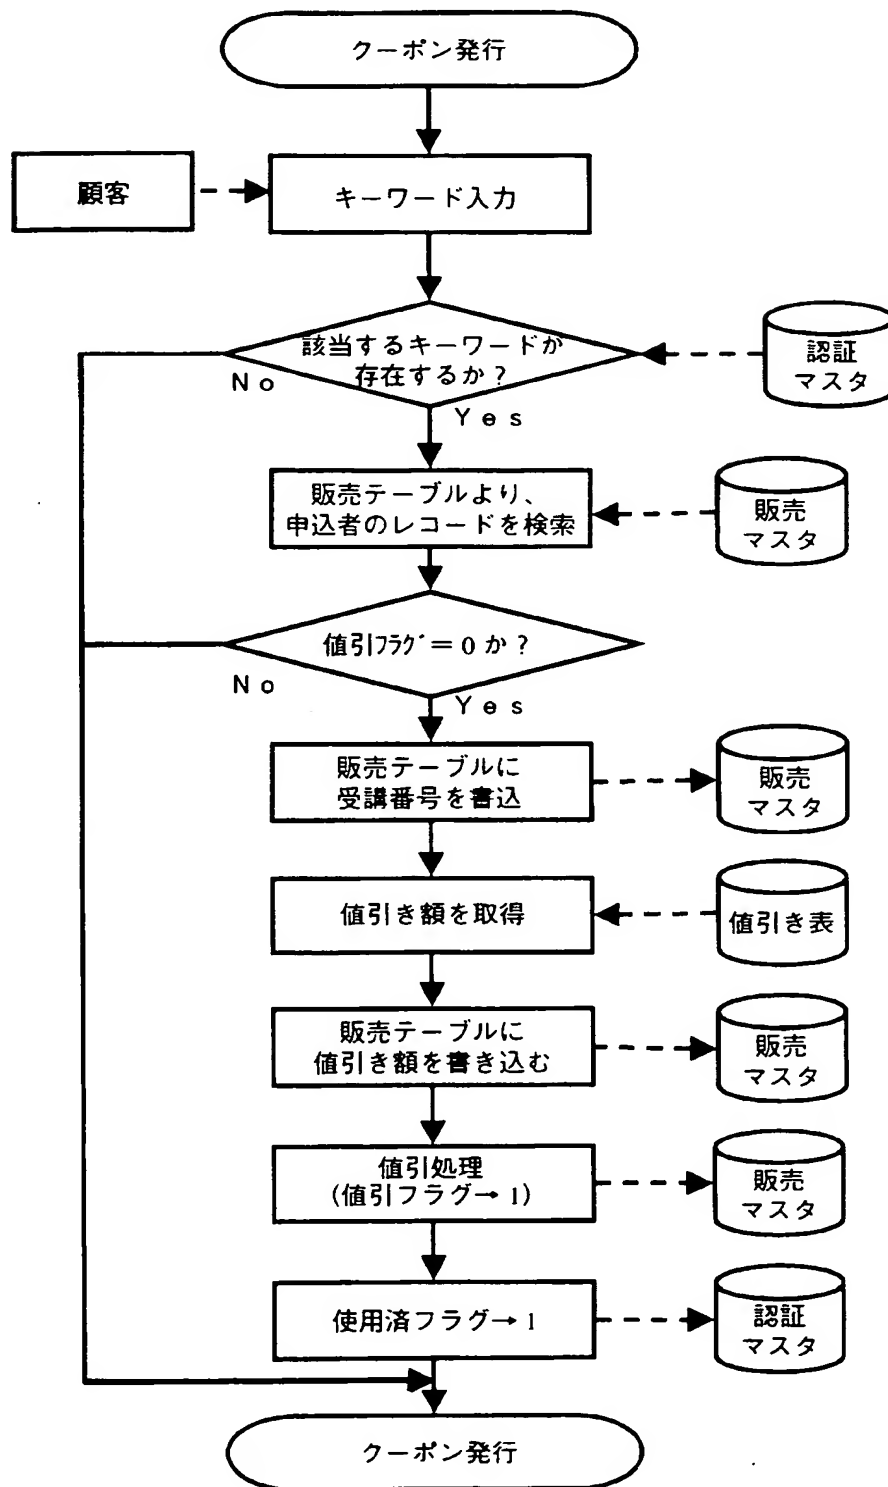 クーポン発行
顧客
キーワード入力
該当するキーワードが
存在するか？
No
Yes
認証
マスタ
販売テーブルより、
申込者のレコードを検索
販売
マスタ
値引ﾌﾗｸﾞ＝0か？
No
Yes
販売テーブルに
受講番号を書込
販売
マスタ
値引き額を取得
値引き表
販売テーブルに
値引き額を書き込む
販売
マスタ
値引処理
(値引フラグ→1)
販売
マスタ
使用済フラグ→1
認証
マスタ
クーポン発行